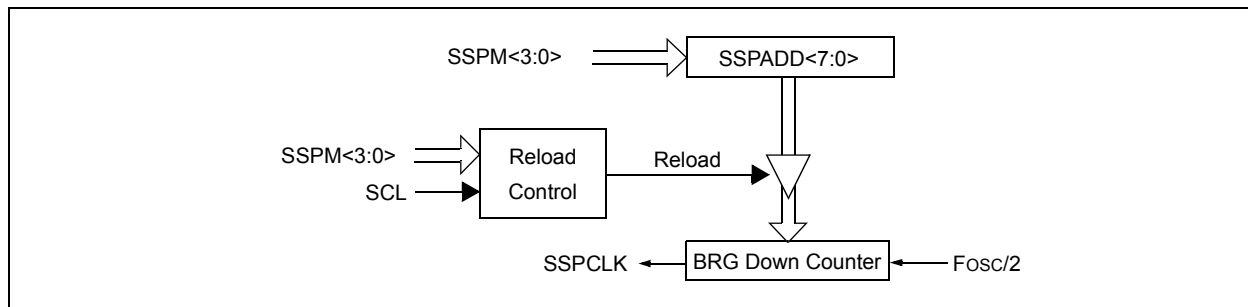 SSPM<3:0>
SSPADD<7:0>
SSPM<3:0>
SCL
Reload
Control
Reload
SSPCLK
BRG Down Counter
FOSC/2